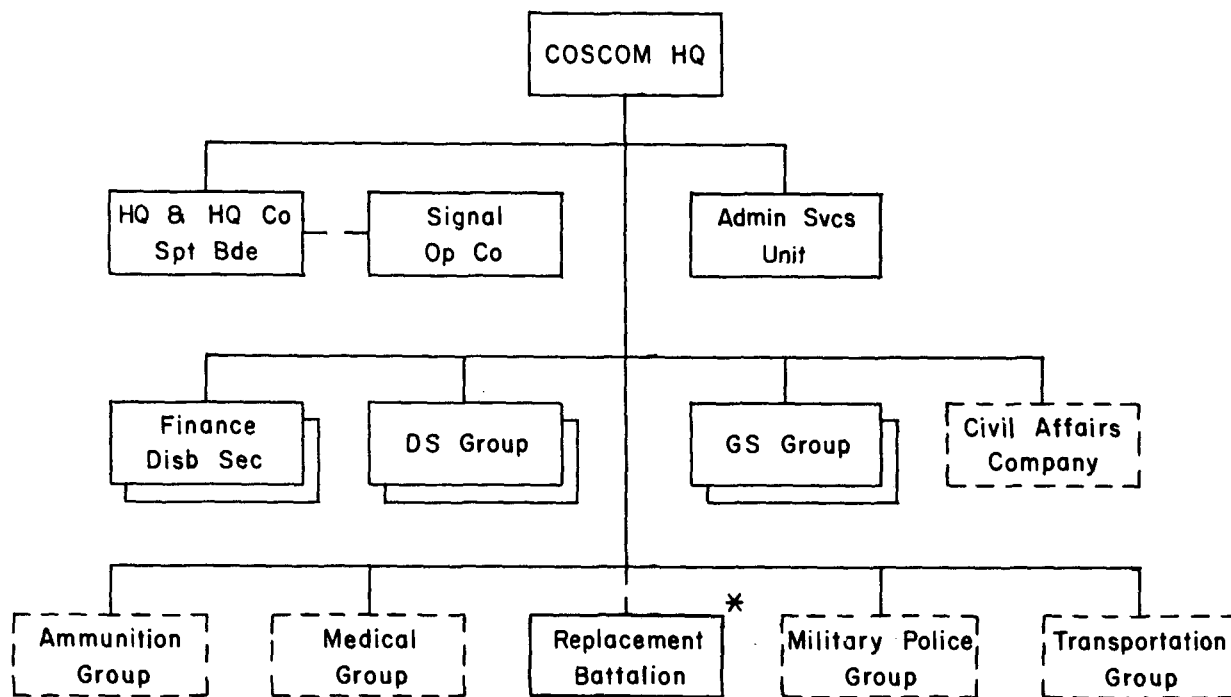 COSCOM HQ
HQ & HQ Co
Spt Bde
Signal
Op Co
Admin Svcs
Unit
Finance
Disb Sec
DS Group
GS Group
Civil Affairs
Company
*
Ammunition
Group
Medical
Group
Replacement
Battalion
Military Police
Group
Transportation
Group